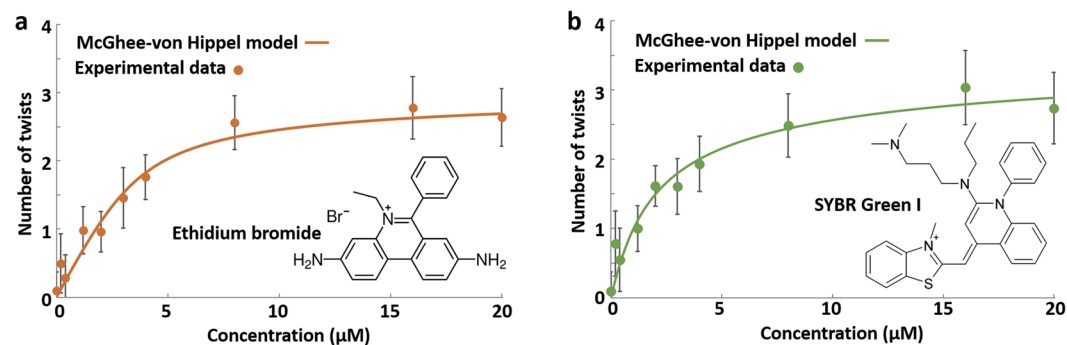 a
4
3
2
1
0
Number of twists
McGhee-von Hippel model
Experimental data
Ethidium bromide
Br⁻
N⁺
H₂N
NH₂
0 5 10 15 20
Concentration (µM)
b
4
3
2
1
0
Number of twists
McGhee-von Hippel model
Experimental data
SYBR Green I
N
N
N
N⁺
S
0 5 10 15 20
Concentration (µM)